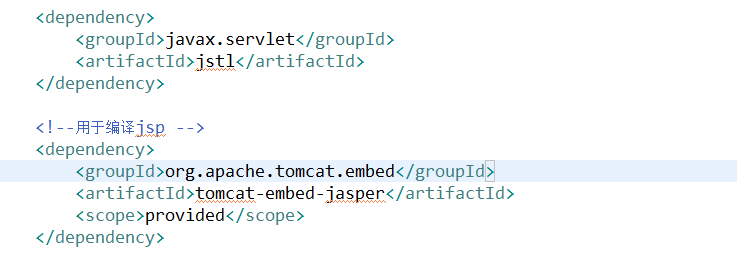 <dependency>
<groupId>javax.servlet</groupId>
<artifactId>jstl</artifactId>
</dependency>
<!--用于编译jsp -->
<dependency>
<groupId>org.apache.tomcat.embed</groupId>
<artifactId>tomcat-embed-jasper</artifactId>
<scope>provided</scope>
</dependency>